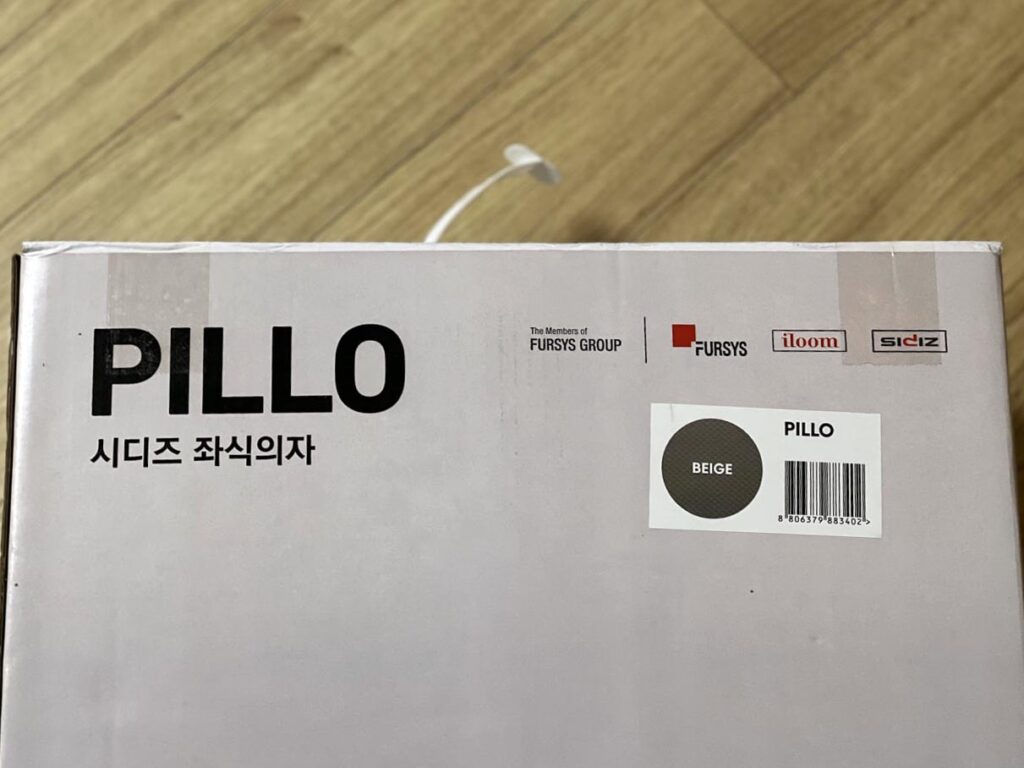 PILLO
시디즈 좌식의자
The Members of
FURSYS GROUP
FURSYS
iloom
SIDIZ
PILLO
BEIGE
8 806379 883402 >